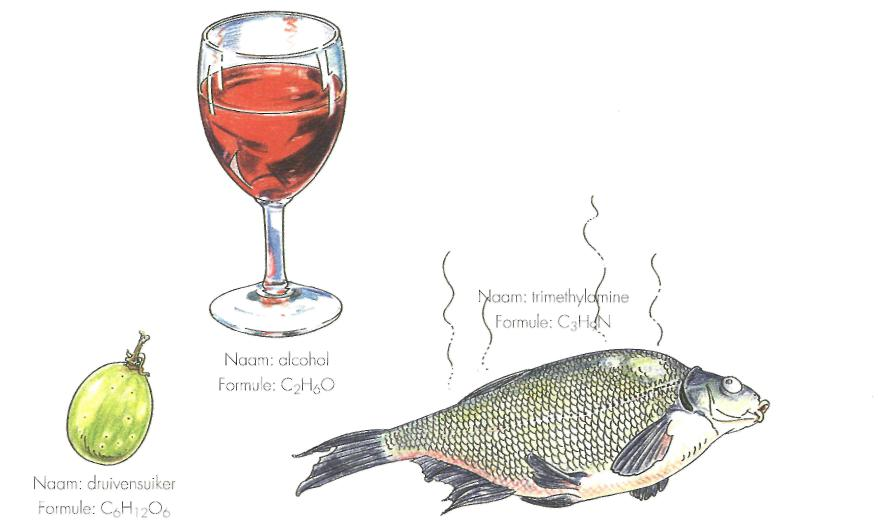 Naam: trimethylamine
Formule: C₃H₉N
Naam: alcohol
Formule: C₂H₆O
Naam: druivensuiker
Formule: C₆H₁₂O₆